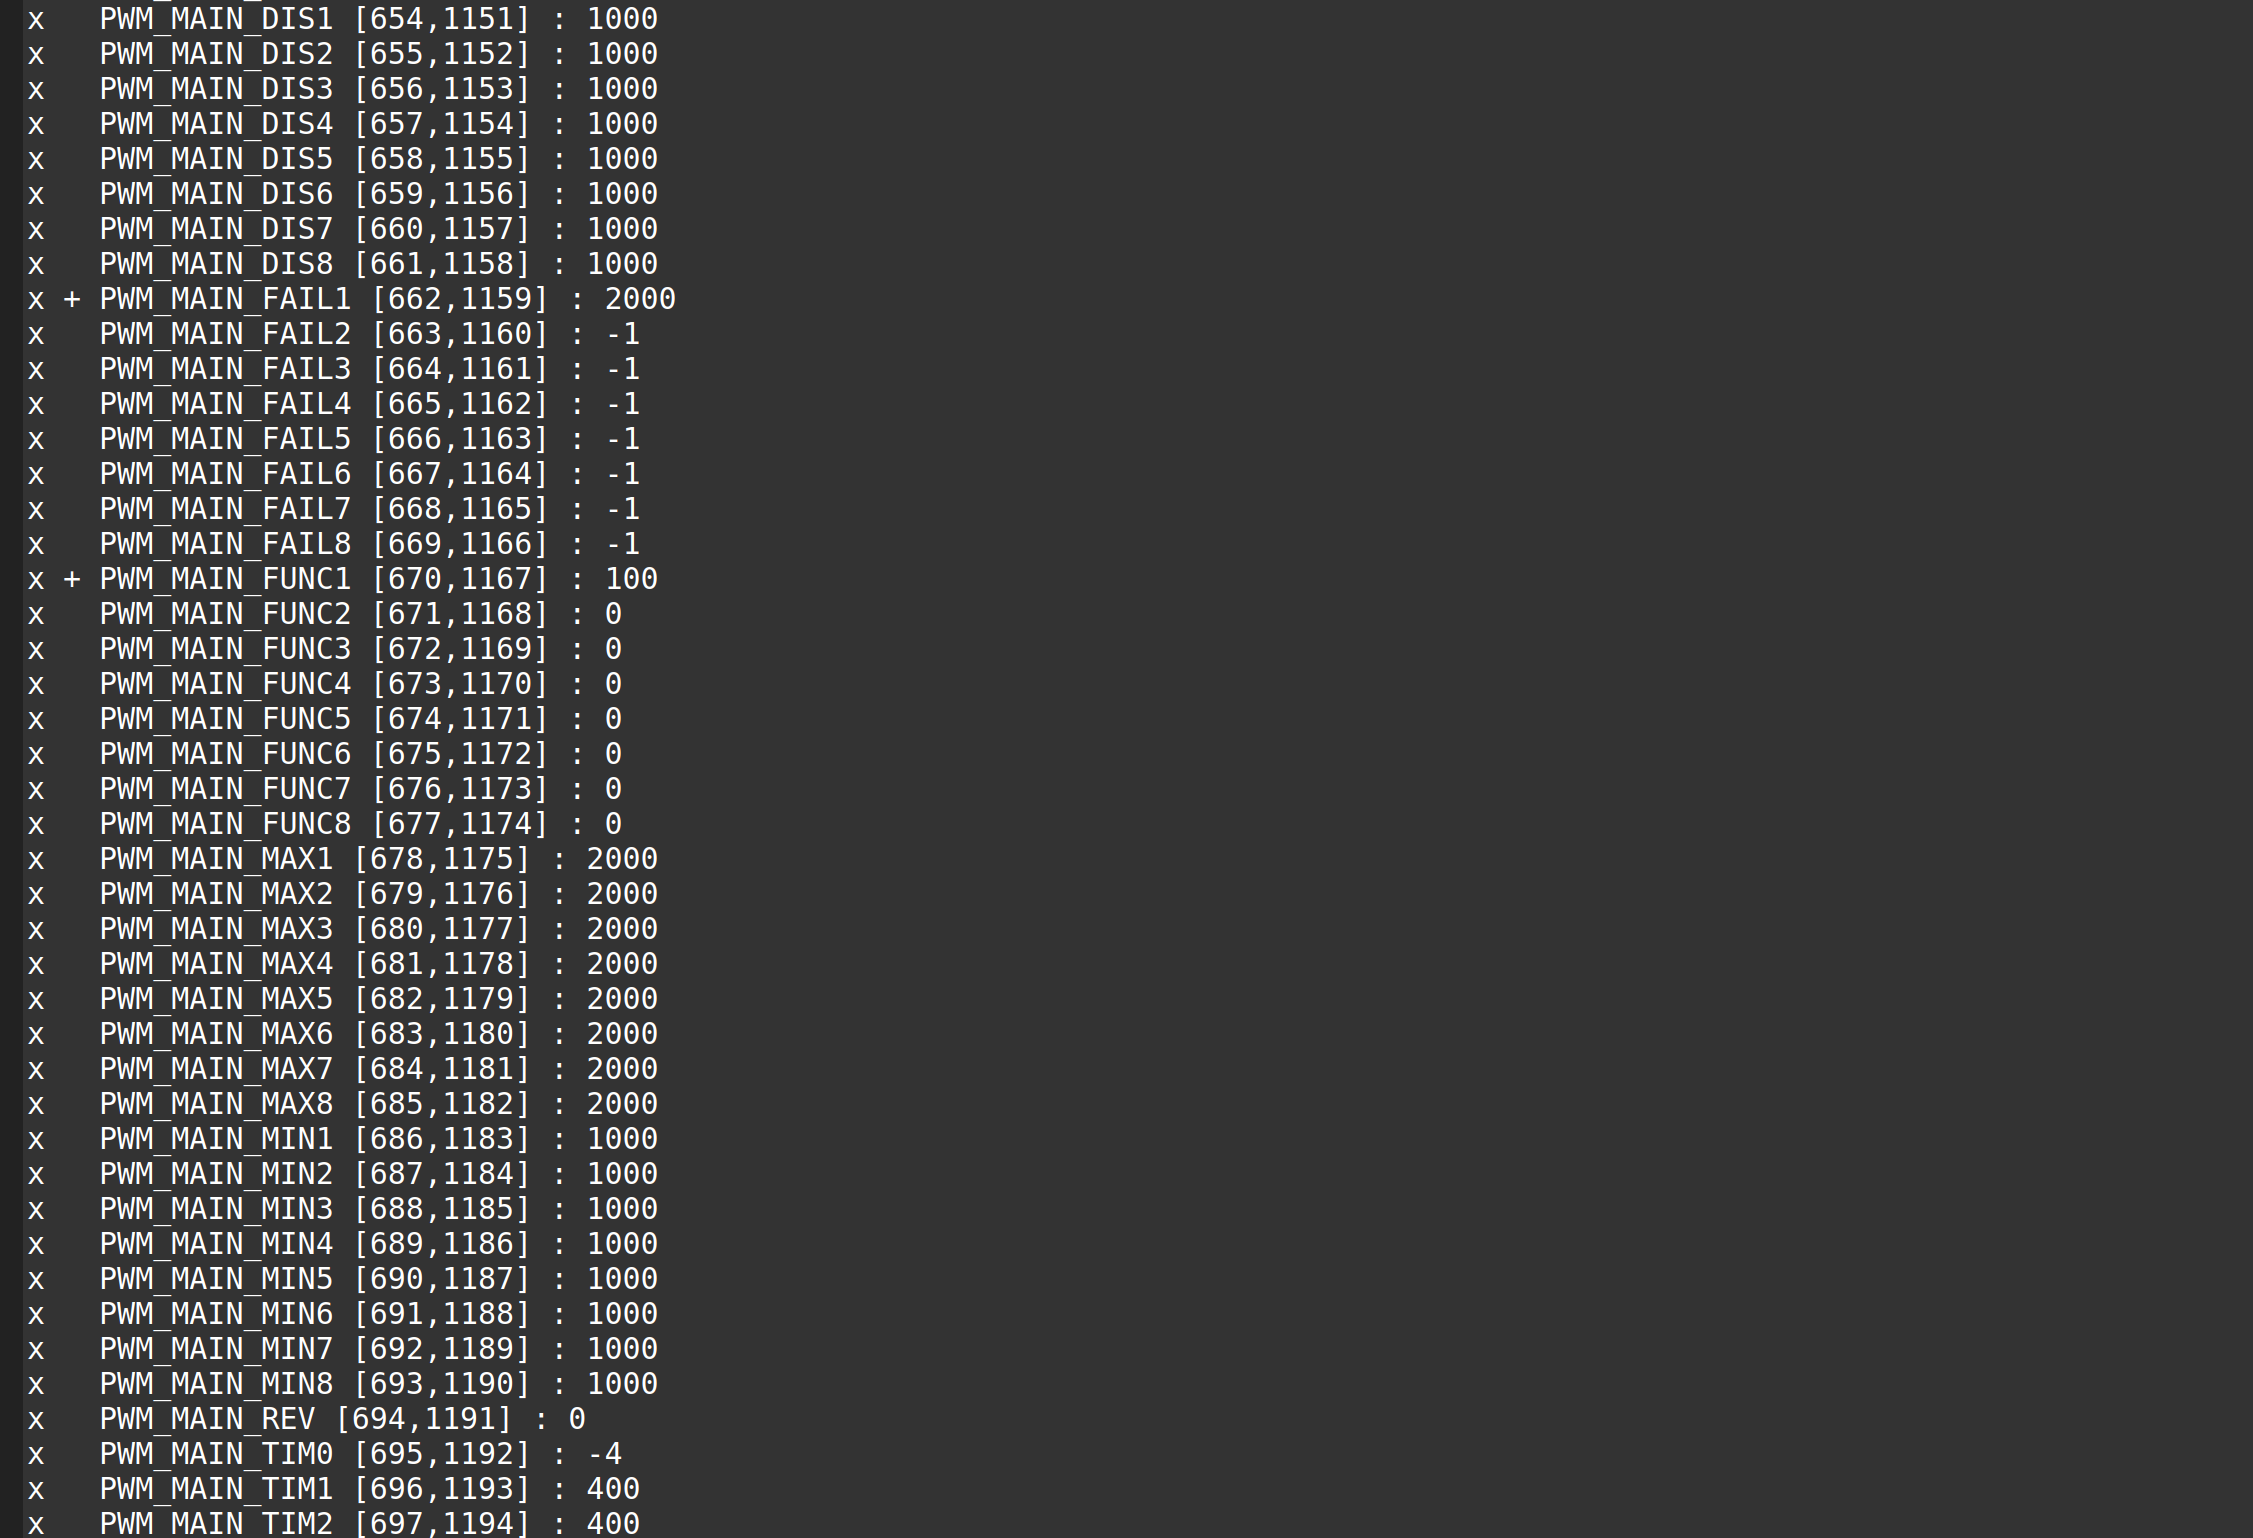 x   PWM_MAIN_DIS1 [654,1151] : 1000
x   PWM_MAIN_DIS2 [655,1152] : 1000
x   PWM_MAIN_DIS3 [656,1153] : 1000
x   PWM_MAIN_DIS4 [657,1154] : 1000
x   PWM_MAIN_DIS5 [658,1155] : 1000
x   PWM_MAIN_DIS6 [659,1156] : 1000
x   PWM_MAIN_DIS7 [660,1157] : 1000
x   PWM_MAIN_DIS8 [661,1158] : 1000
x + PWM_MAIN_FAIL1 [662,1159] : 2000
x   PWM_MAIN_FAIL2 [663,1160] : -1
x   PWM_MAIN_FAIL3 [664,1161] : -1
x   PWM_MAIN_FAIL4 [665,1162] : -1
x   PWM_MAIN_FAIL5 [666,1163] : -1
x   PWM_MAIN_FAIL6 [667,1164] : -1
x   PWM_MAIN_FAIL7 [668,1165] : -1
x   PWM_MAIN_FAIL8 [669,1166] : -1
x + PWM_MAIN_FUNC1 [670,1167] : 100
x   PWM_MAIN_FUNC2 [671,1168] : 0
x   PWM_MAIN_FUNC3 [672,1169] : 0
x   PWM_MAIN_FUNC4 [673,1170] : 0
x   PWM_MAIN_FUNC5 [674,1171] : 0
x   PWM_MAIN_FUNC6 [675,1172] : 0
x   PWM_MAIN_FUNC7 [676,1173] : 0
x   PWM_MAIN_FUNC8 [677,1174] : 0
x   PWM_MAIN_MAX1 [678,1175] : 2000
x   PWM_MAIN_MAX2 [679,1176] : 2000
x   PWM_MAIN_MAX3 [680,1177] : 2000
x   PWM_MAIN_MAX4 [681,1178] : 2000
x   PWM_MAIN_MAX5 [682,1179] : 2000
x   PWM_MAIN_MAX6 [683,1180] : 2000
x   PWM_MAIN_MAX7 [684,1181] : 2000
x   PWM_MAIN_MAX8 [685,1182] : 2000
x   PWM_MAIN_MIN1 [686,1183] : 1000
x   PWM_MAIN_MIN2 [687,1184] : 1000
x   PWM_MAIN_MIN3 [688,1185] : 1000
x   PWM_MAIN_MIN4 [689,1186] : 1000
x   PWM_MAIN_MIN5 [690,1187] : 1000
x   PWM_MAIN_MIN6 [691,1188] : 1000
x   PWM_MAIN_MIN7 [692,1189] : 1000
x   PWM_MAIN_MIN8 [693,1190] : 1000
x   PWM_MAIN_REV [694,1191] : 0
x   PWM_MAIN_TIM0 [695,1192] : -4
x   PWM_MAIN_TIM1 [696,1193] : 400
x   PWM_MAIN_TIM2 [697,1194] : 400